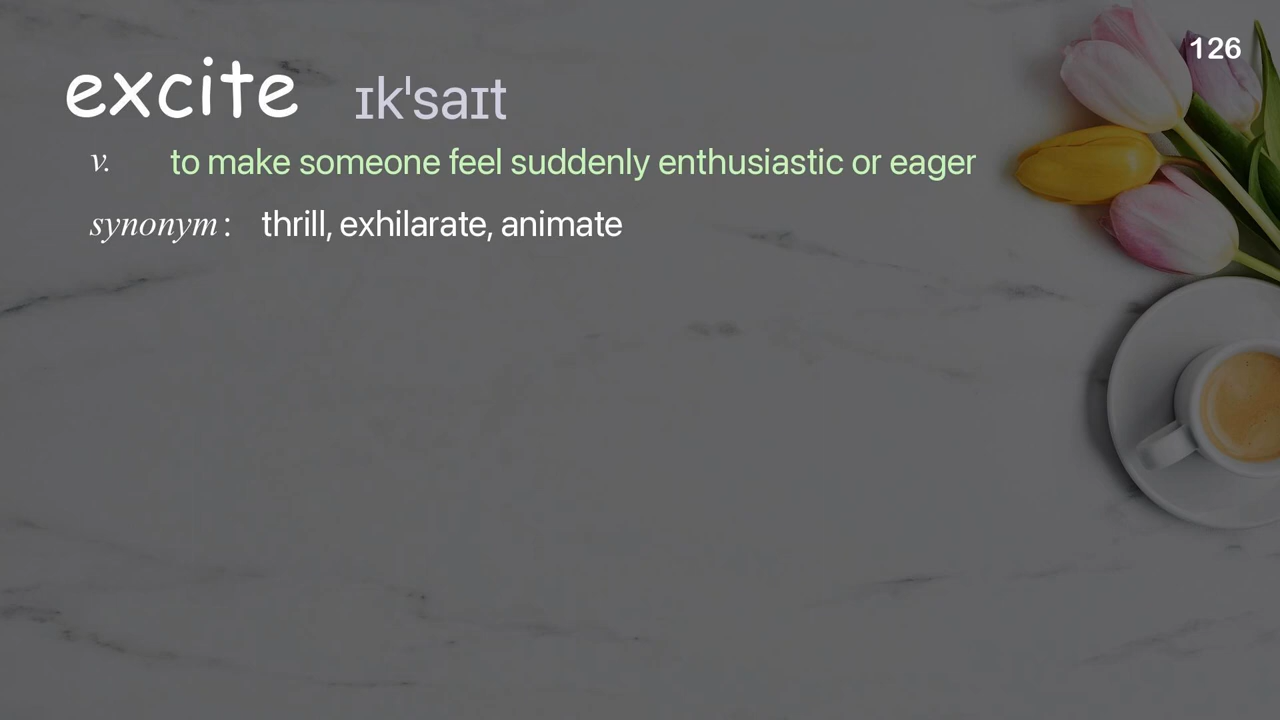 126
excite ɪkˈsaɪt
v. to make someone feel suddenly enthusiastic or eager
synonym: thrill, exhilarate, animate